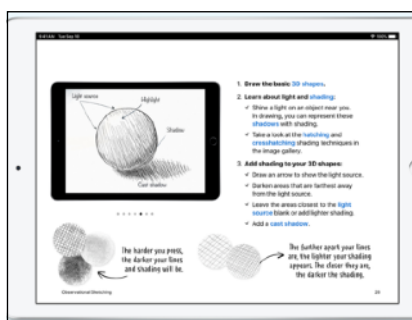 9:41 AM Tue Sep 10
Light source
Highlight
Shadow
Cast shadow
1. Draw the basic 3D shapes.
2. Learn about light and shading:
✓ Shine a light on an object near you.
In drawing, you can represent these
shadows with shading.
✓ Take a look at the hatching and
crosshatching shading techniques in
the image gallery.
3. Add shading to your 3D shapes:
✓ Draw an arrow to show the light source.
✓ Darken areas that are farthest away
from the light source.
✓ Leave the areas closest to the light
source blank or add lighter shading.
✓ Add a cast shadow.
The harder you press,
the darker your lines
and shading will be.
The further apart your lines
are, the lighter your shading
appears. The closer they are,
the darker the shading.
Observational Sketching